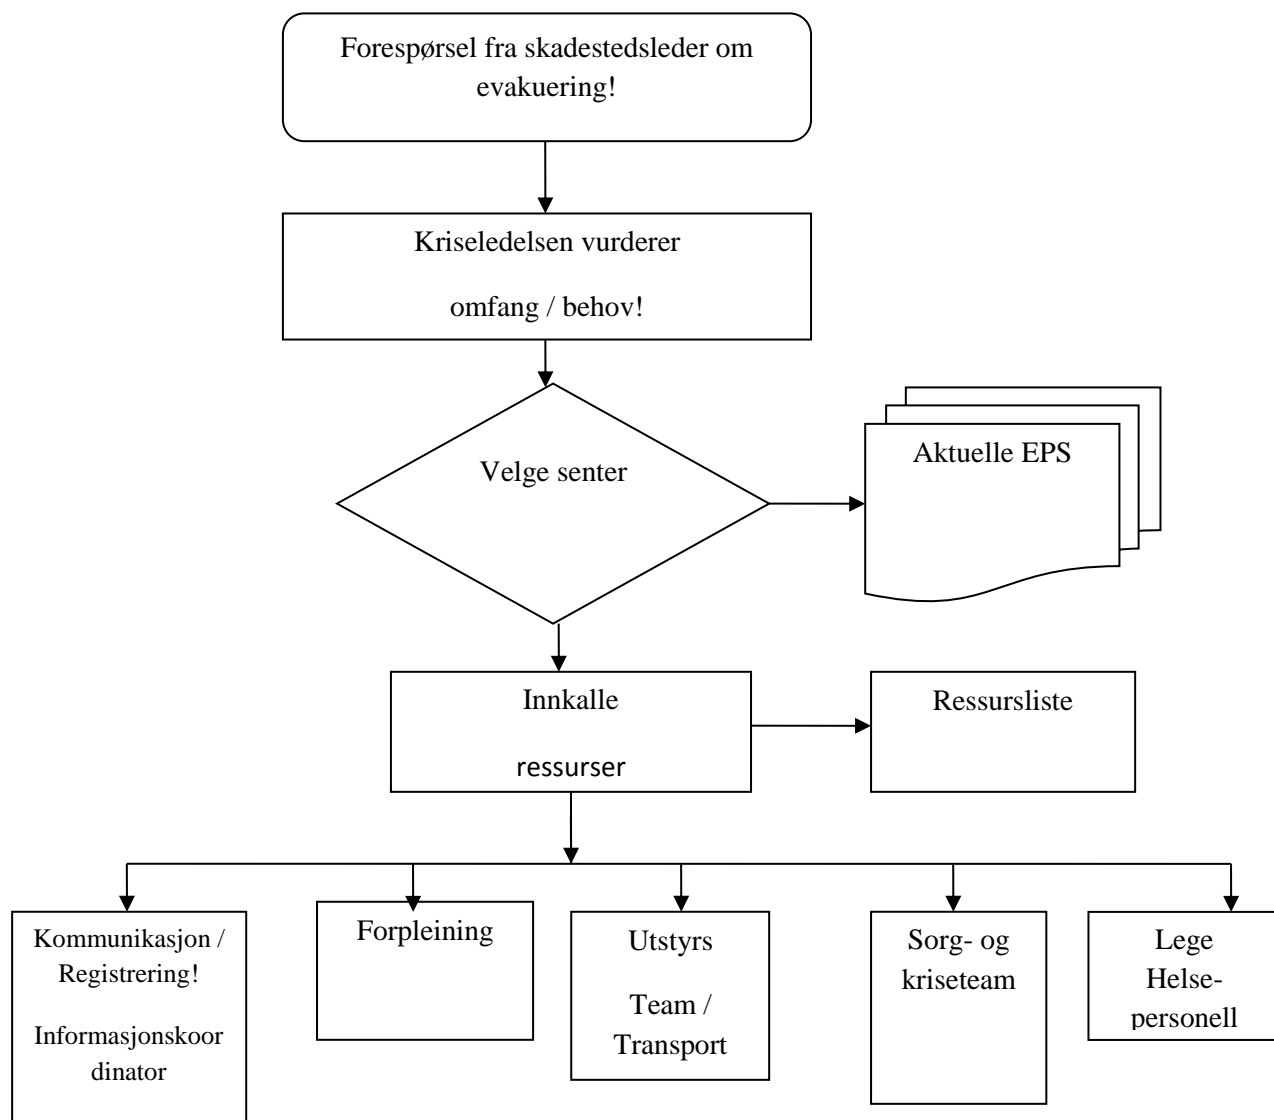 Forespørsel fra skadestedsleder om
evakuering!
Kriseledelsen vurderer
omfang / behov!
Velge senter
Aktuelle EPS
Innkalle
ressurser
Ressursliste
Kommunikasjon /
Registrering!
Informasjonskoor
dinator
Forpleining
Utstyrs
Team /
Transport
Sorg- og
kriseteam
Lege
Helse-
personell